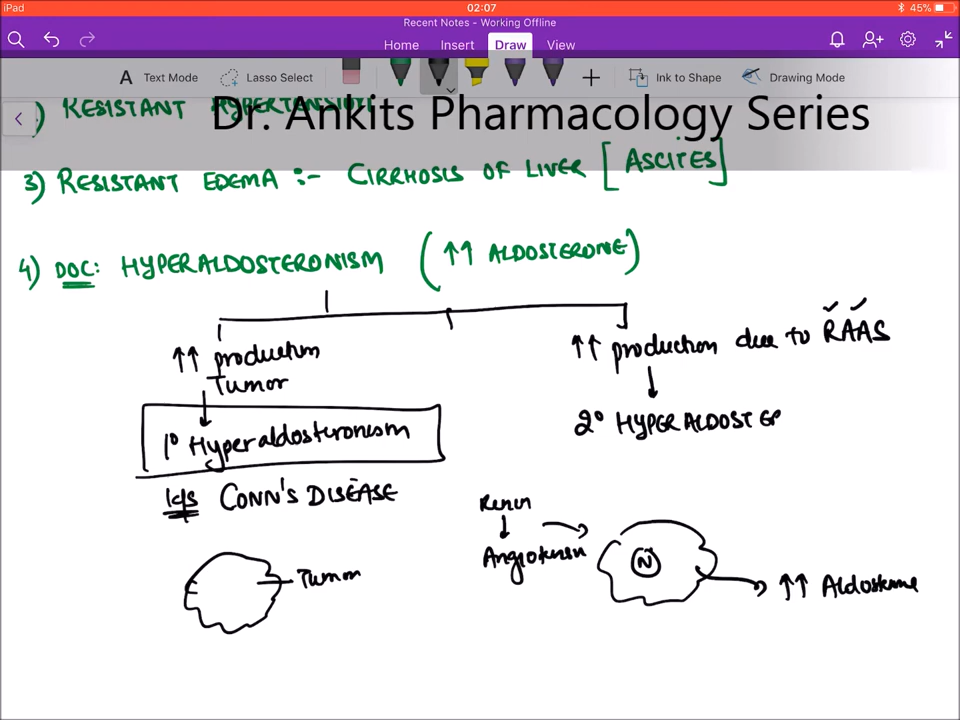 iPad
02:07
45%
Recent Notes - Working Offline
Home Insert Draw View
A Text Mode Lasso Select Ink to Shape Drawing Mode
) RESISTANT HYPERTENSION
Dr. Ankits Pharmacology Series
3) RESISTANT EDEMA :- CIRRHOSIS OF LIVER [ASCITES]
4) DOC: HYPERALDOSTERONISM (↑↑ ALDOSTERONE)
↑↑ production
Tumor
1° Hyperaldosteronism
k/s CONN'S DISEASE
Tumor
↑↑ production due to RAAS
2° HYPERALDOSTER
Renin
Angiotensin
N
↑↑ Aldosterone